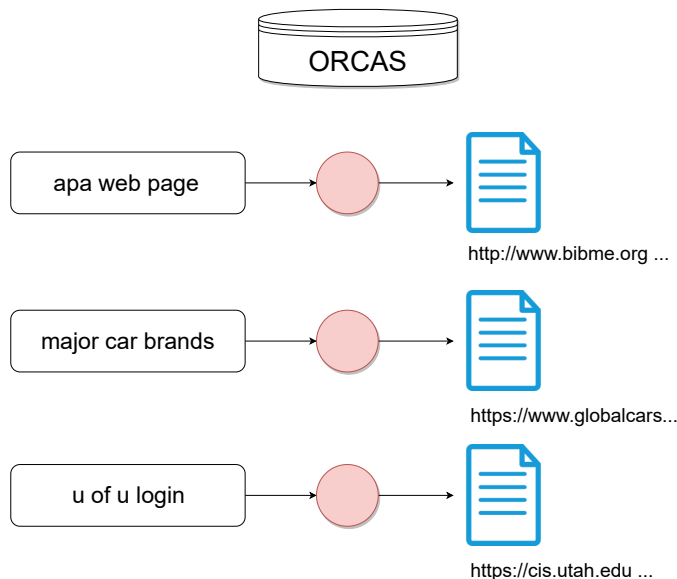 ORCAS
apa web page
http://www.bibme.org ...
major car brands
https://www.globalcars...
u of u login
https://cis.utah.edu ...